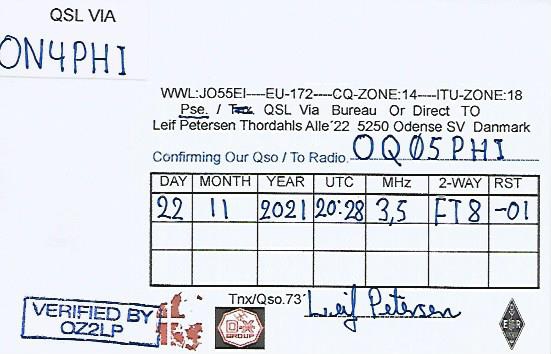 QSL VIA
ON4PHI
WWL:JO55EI----EU-172----CQ-ZONE:14----ITU-ZONE:18
Pse. / Tnx QSL Via Bureau Or Direct TO
Leif Petersen Thordahls Alle´22 5250 Odense SV Danmark
Confirming Our Qso / To Radio. OQ05PHI
DAY MONTH YEAR UTC MHz 2-WAY RST
22 11 2021 20:28 3,5 FT8 -01
Tnx/Qso.73´ Leif Petersen
VERIFIED BY
OZ2LP
GROUP